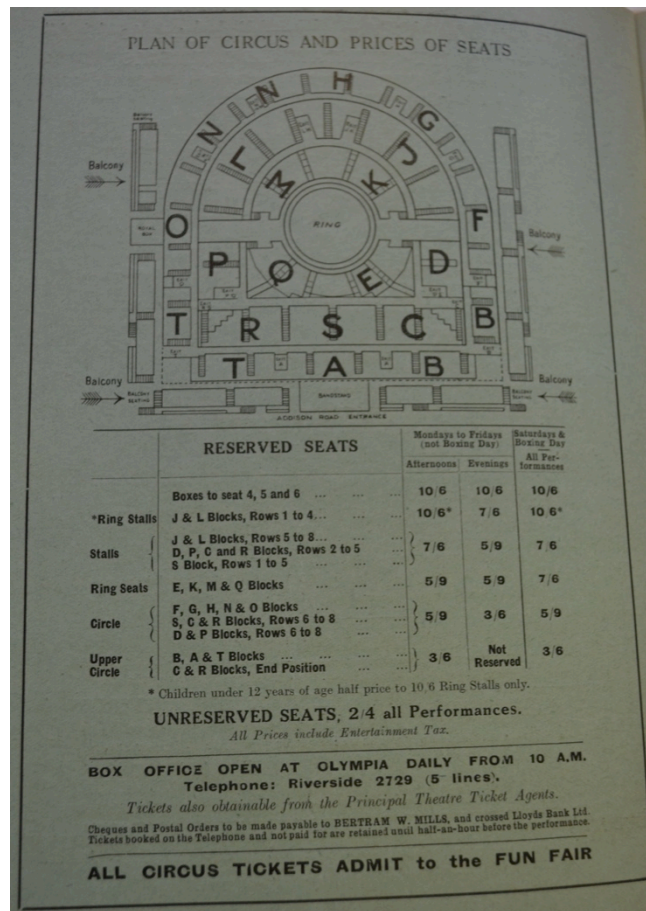 PLAN OF CIRCUS AND PRICES OF SEATS
H
N
G
N
L
J
M
K
O
RING
F
Balcony
Balcony
ROYAL BOX
P
Q
E
D
T
R
S
C
B
T
A
B
Balcony
BALCONY SEATING
BANDSTAND
BALCONY SEATING
Balcony
ADDISON ROAD ENTRANCE
RESERVED SEATS
Mondays to Fridays
(not Boxing Day)
Saturdays &
Boxing Day
Afternoons
Evenings
All Per-
formances
Boxes to seat 4, 5 and 6 ... ... ... 10/6 10/6 10/6
*Ring Stalls J & L Blocks, Rows 1 to 4... ... ... 10/6* 7/6 10/6*
Stalls
J & L Blocks, Rows 5 to 8... ... ...
D, P, C and R Blocks, Rows 2 to 5 ... 7/6 5/9 7/6
S Block, Rows 1 to 5 ... ... ...
Ring Seats E, K, M & Q Blocks ... ... ... 5/9 5/9 7/6
Circle
F, G, H, N & O Blocks ... ... ...
S, C & R Blocks, Rows 6 to 8 ... ... 5/9 3/6 5/9
D & P Blocks, Rows 6 to 8 ... ...
Upper
Circle
B, A & T Blocks ... ... ... ...
C & R Blocks, End Position ... ... 3/6 Not Reserved 3/6
* Children under 12 years of age half price to 10/6 Ring Stalls only.
UNRESERVED SEATS, 2/4 all Performances.
All Prices include Entertainment Tax.
BOX OFFICE OPEN AT OLYMPIA DAILY FROM 10 A.M.
Telephone: Riverside 2729 (5 lines).
Tickets also obtainable from the Principal Theatre Ticket Agents.
Cheques and Postal Orders to be made payable to BERTRAM W. MILLS, and crossed Lloyds Bank Ltd.
Tickets booked on the Telephone and not paid for are retained until half-an-hour before the performance.
ALL CIRCUS TICKETS ADMIT to the FUN FAIR